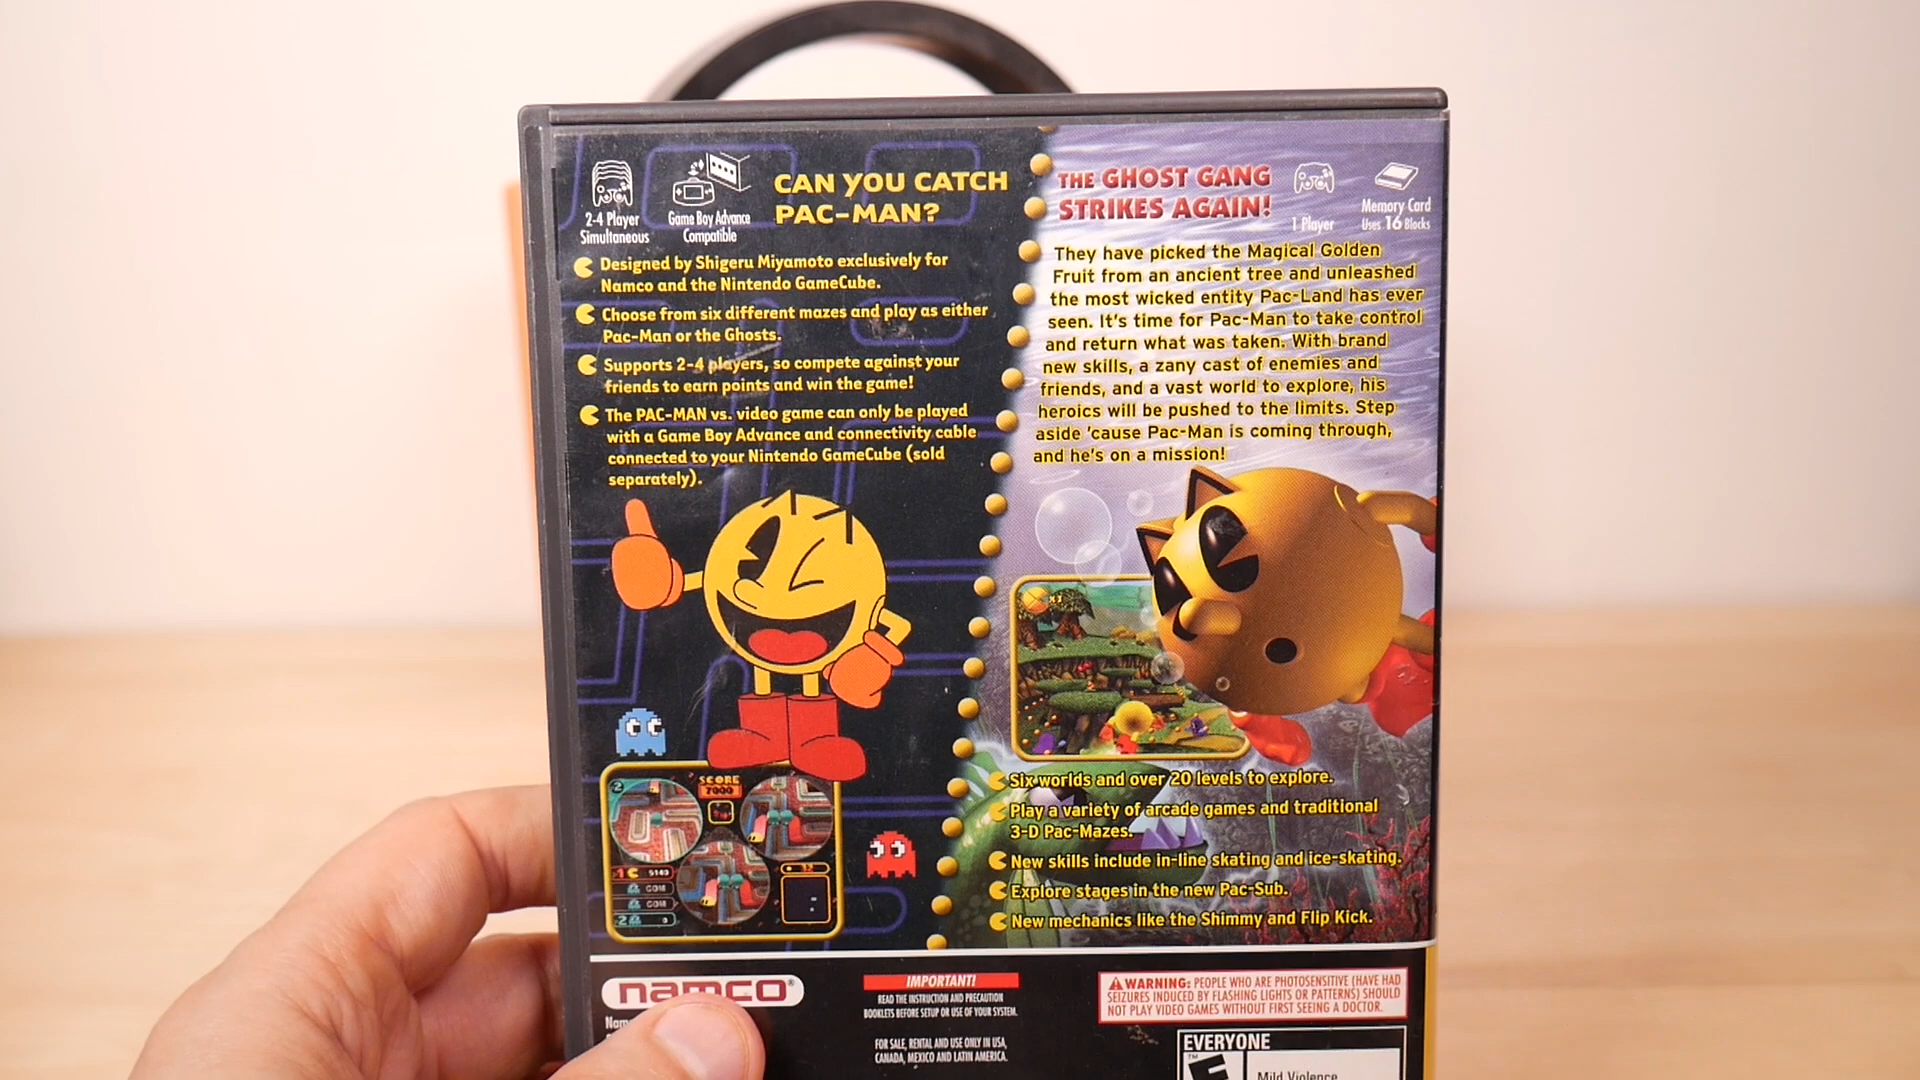 2-4 Player
Simultaneous
Game Boy Advance
Compatible
CAN YOU CATCH
PAC-MAN?
Designed by Shigeru Miyamoto exclusively for
Namco and the Nintendo GameCube.
Choose from six different mazes and play as either
Pac-Man or the Ghosts.
Supports 2-4 players, so compete against your
friends to earn points and win the game!
The PAC-MAN vs. video game can only be played
with a Game Boy Advance and connectivity cable
connected to your Nintendo GameCube (sold
separately).
SCORE
7000
2
1 5140
COM
COM
2 0
12
THE GHOST GANG
STRIKES AGAIN!
1 Player
Memory Card
Uses 16 Blocks
They have picked the Magical Golden
Fruit from an ancient tree and unleashed
the most wicked entity Pac-Land has ever
seen. It's time for Pac-Man to take control
and return what was taken. With brand
new skills, a zany cast of enemies and
friends, and a vast world to explore, his
heroics will be pushed to the limits. Step
aside 'cause Pac-Man is coming through,
and he's on a mission!
Six worlds and over 20 levels to explore.
Play a variety of arcade games and traditional
3-D Pac-Mazes.
New skills include in-line skating and ice-skating.
Explore stages in the new Pac-Sub.
New mechanics like the Shimmy and Flip Kick.
namco®
IMPORTANT!
READ THE INSTRUCTION AND PRECAUTION
BOOKLETS BEFORE SETUP OR USE OF YOUR SYSTEM.
FOR SALE, RENTAL AND USE ONLY IN USA,
CANADA, MEXICO AND LATIN AMERICA.
WARNING: PEOPLE WHO ARE PHOTOSENSITIVE (HAVE HAD
SEIZURES INDUCED BY FLASHING LIGHTS OR PATTERNS) SHOULD
NOT PLAY VIDEO GAMES WITHOUT FIRST SEEING A DOCTOR.
EVERYONE
E
Mild Violence